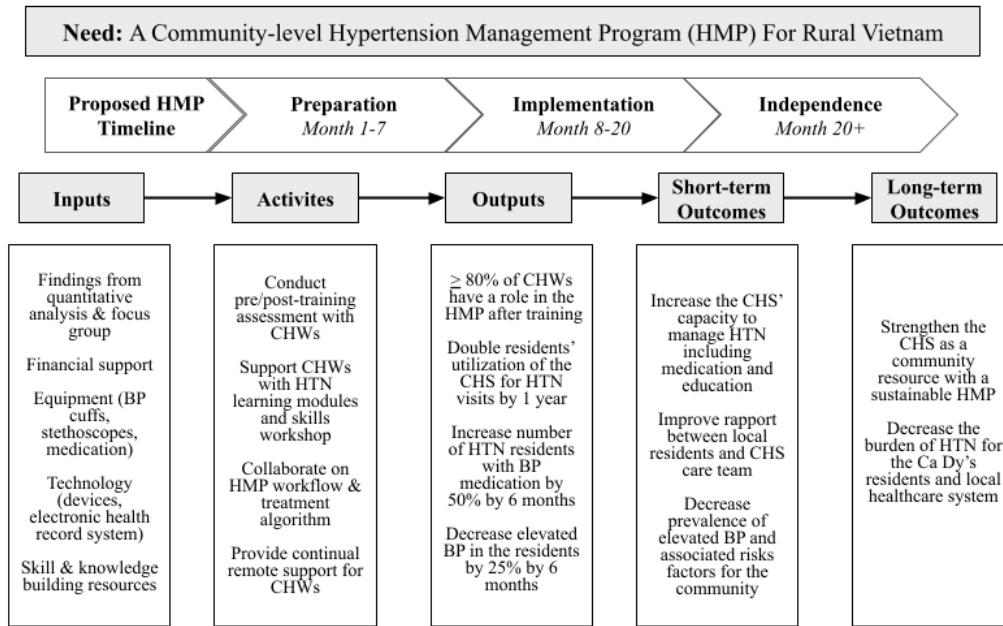 Need: A Community-level Hypertension Management Program (HMP) For Rural Vietnam
Proposed HMP
Timeline
Preparation
Month 1-7
Implementation
Month 8-20
Independence
Month 20+
Inputs
Activites
Outputs
Short-term
Outcomes
Long-term
Outcomes
Findings from
quantitative
analysis & focus
group
Financial support
Equipment (BP
cuffs,
stethoscopes,
medication)
Technology
(devices,
electronic health
record system)
Skill & knowledge
building resources
Conduct
pre/post-training
assessment with
CHWs
Support CHWs
with HTN
learning modules
and skills
workshop
Collaborate on
HMP workflow &
treatment
algorithm
Provide continual
remote support for
CHWs
≥ 80% of CHWs
have a role in the
HMP after training
Double residents'
utilization of the
CHS for HTN
visits by 1 year
Increase number
of HTN residents
with BP
medication by
50% by 6 months
Decrease elevated
BP in the residents
by 25% by 6
months
Increase the CHS'
capacity to
manage HTN
including
medication and
education
Improve rapport
between local
residents and CHS
care team
Decrease
prevalence of
elevated BP and
associated risks
factors for the
community
Strengthen the
CHS as a
community
resource with a
sustainable HMP
Decrease the
burden of HTN for
the Ca Dy's
residents and local
healthcare system